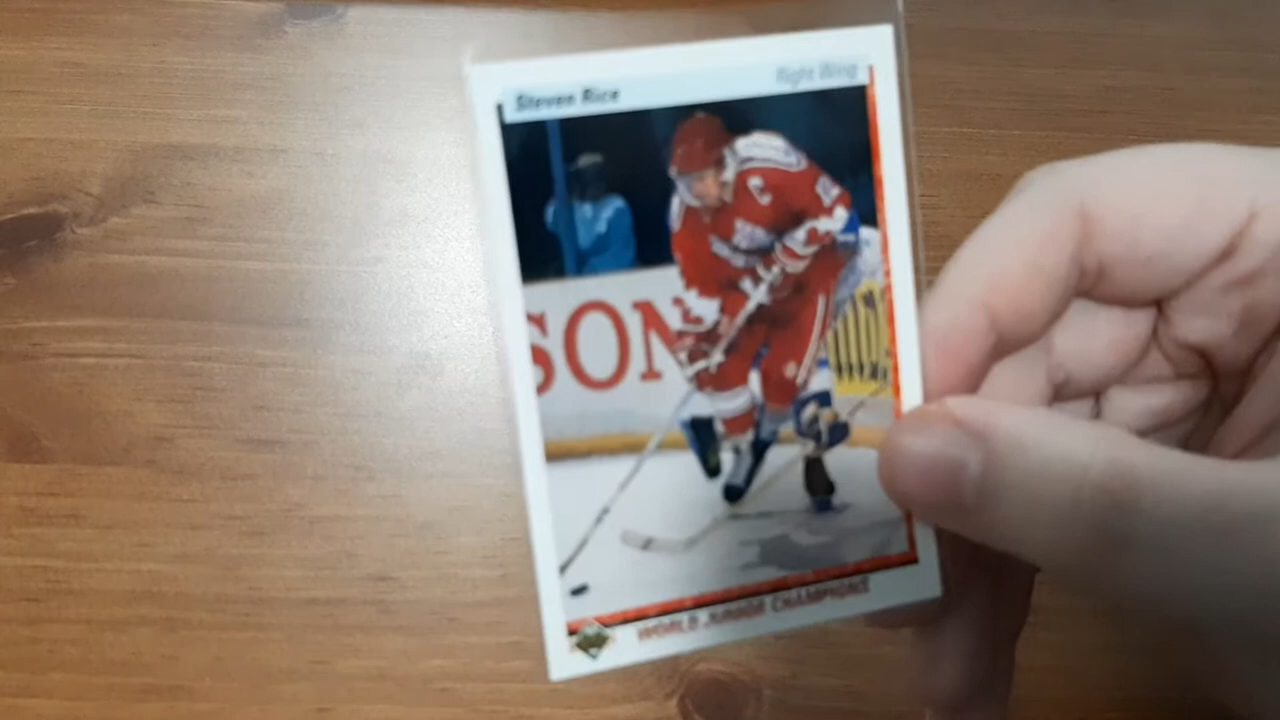 Steven Rice
Right Wing
C
SON
WORLD JUNIOR CHAMPIONS